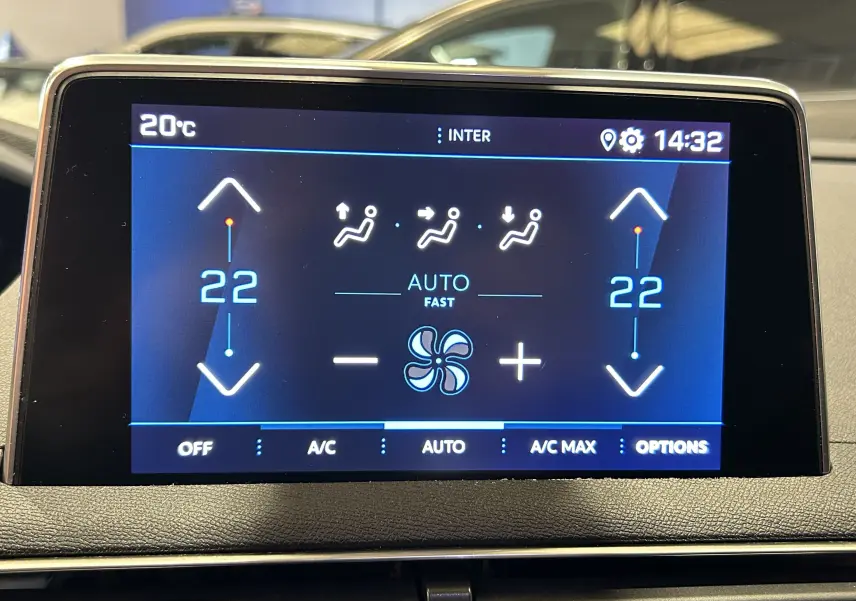 20°C ⋮ INTER 14:32
22 AUTO 22
FAST
− +
OFF ⋮ A/C ⋮ AUTO ⋮ A/C MAX ⋮ OPTIONS